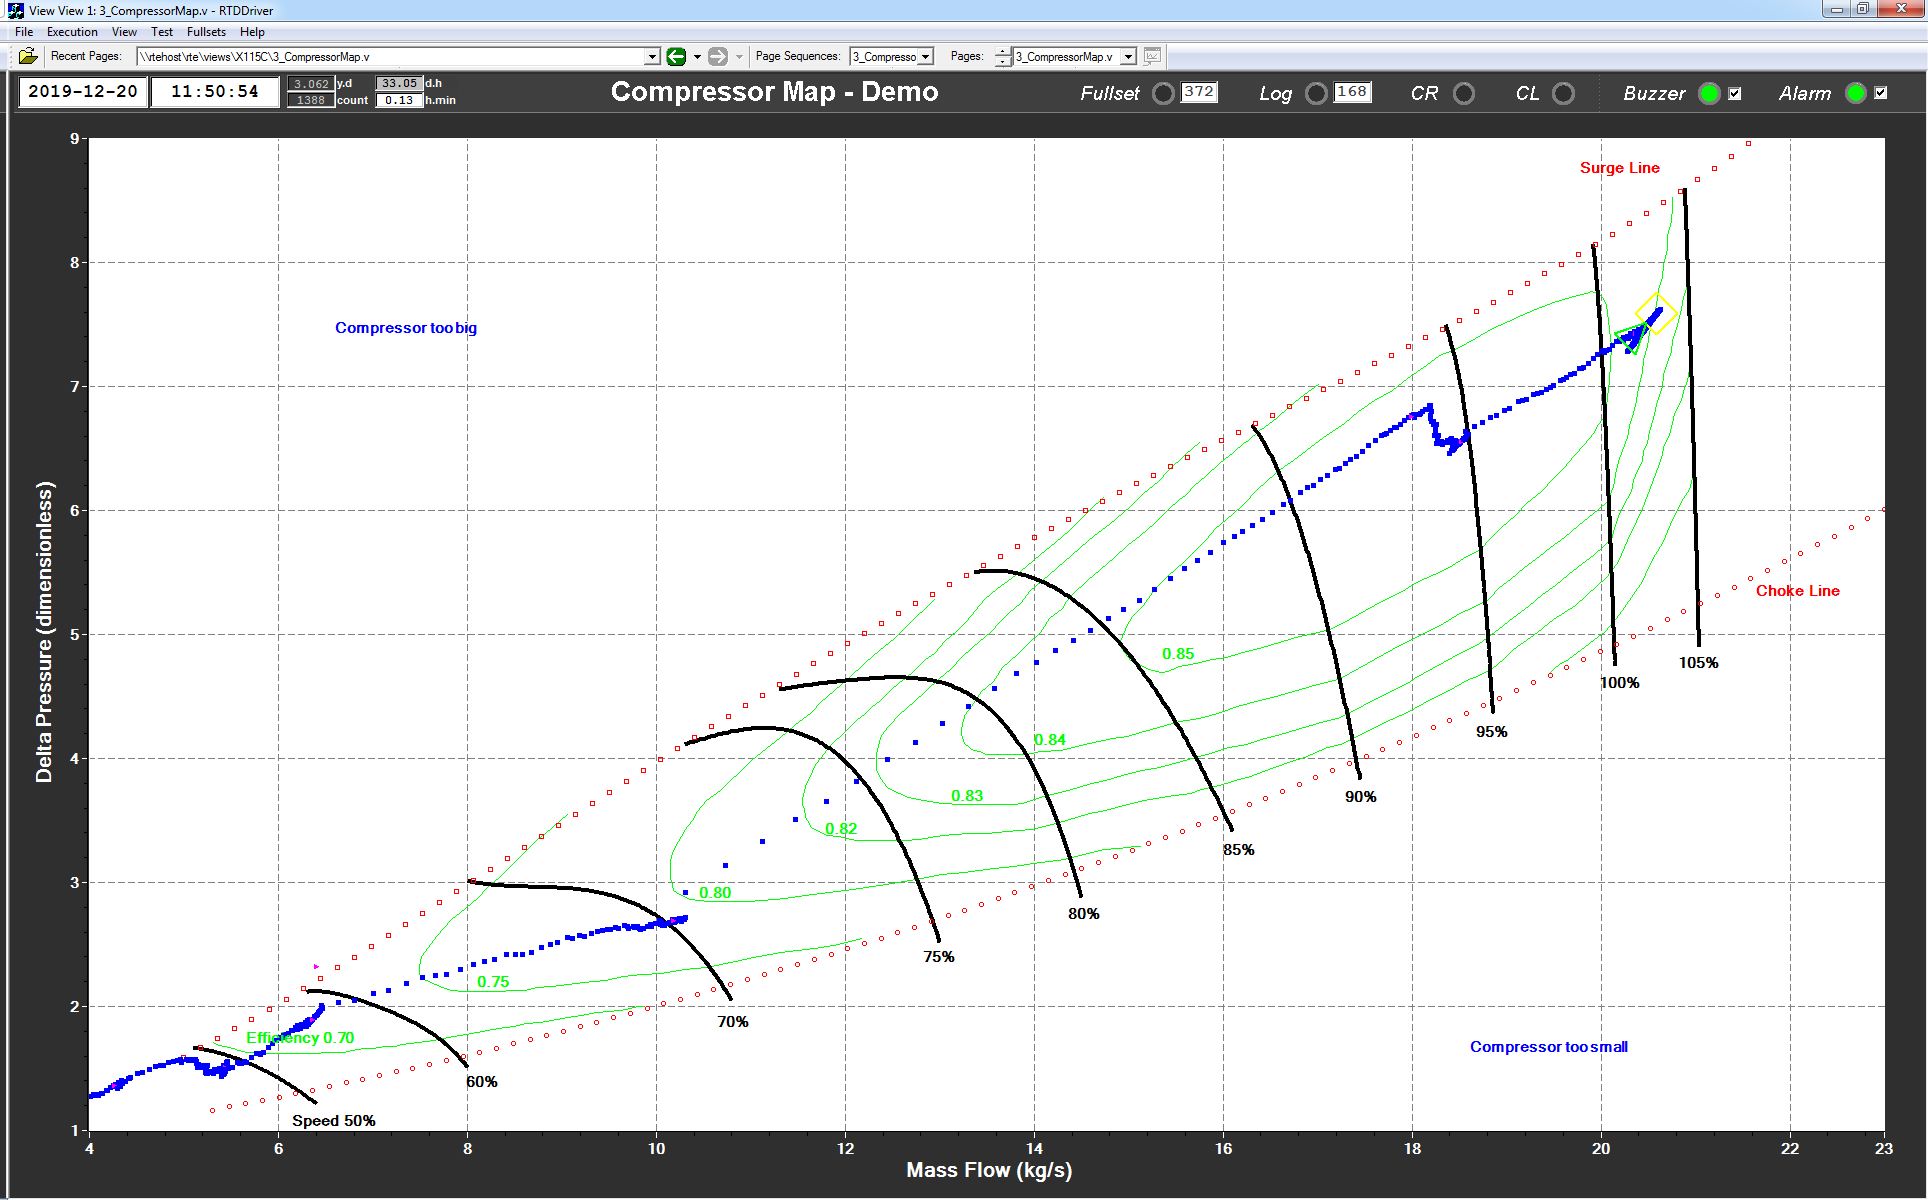 View View 1: 3_CompressorMap.v - RTDDriver
File Execution View Test Fullsets Help
Recent Pages: \\rtehost\rte\views\X115C\3_CompressorMap.v Page Sequences: 3_Compresso Pages: 3_CompressorMap.v
2019-12-20 11:50:54 3.062 y.d 33.05 d.h
1388 count 0.13 h.min
Compressor Map - Demo Fullset 372 Log 168 CR CL Buzzer Alarm
9
Surge Line
8
Compressor too big
7
6
Choke Line
5
0.85
105%
100%
95%
0.84
4
0.83
90%
0.82
85%
3
0.80
80%
75%
0.75
70%
2
Efficiency 0.70
Compressor too small
60%
Speed 50%
1
Delta Pressure (dimensionless)
4 6 8 10 12 14 16 18 20 22 23
Mass Flow (kg/s)